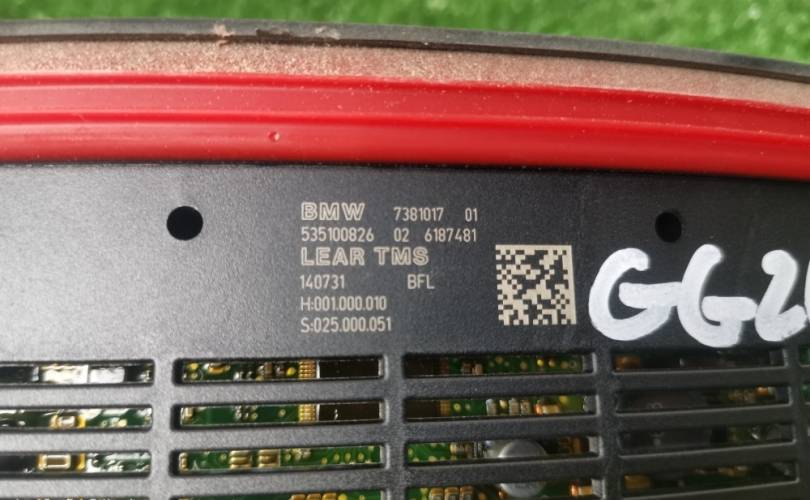 BMW 7381017 01
535100826 02 6187481
LEAR TMS
140731 BFL
H:001.000.010
S:025.000.051